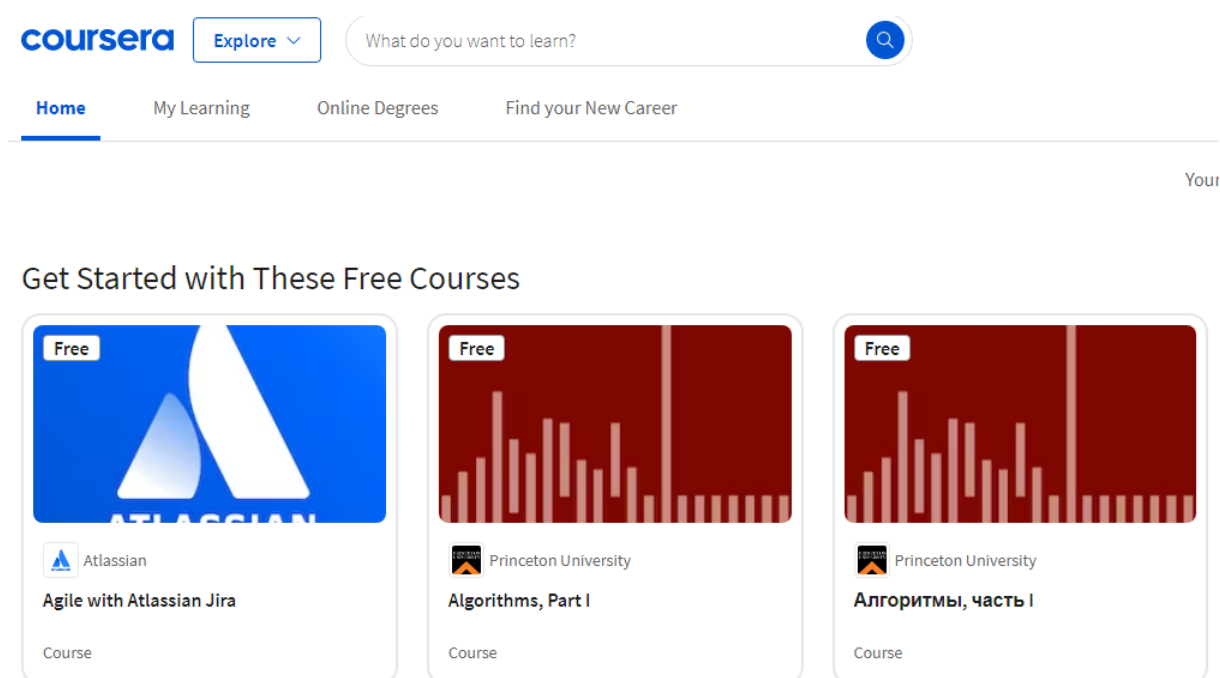 coursera Explore What do you want to learn?
Home My Learning Online Degrees Find your New Career
Your
Get Started with These Free Courses
Free Free Free
ATLASSIAN
Atlassian Princeton University Princeton University
Agile with Atlassian Jira Algorithms, Part I Алгоритмы, часть I
Course Course Course